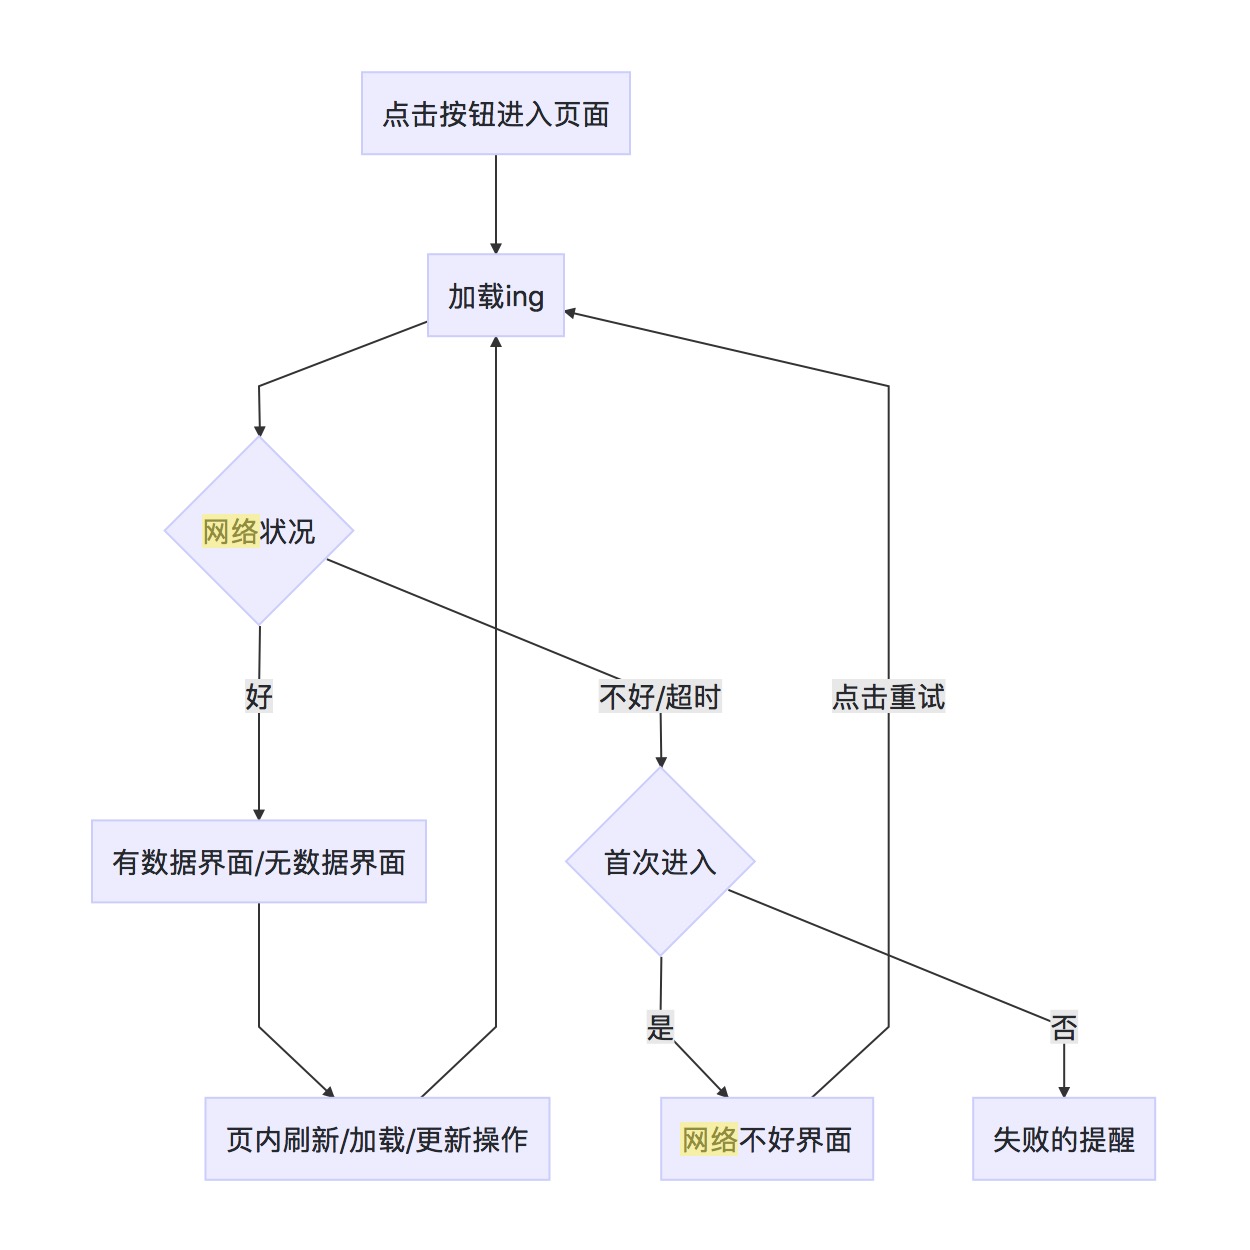 点击按钮进入页面
加载ing
网络状况
好
不好/超时
点击重试
有数据界面/无数据界面
首次进入
是
否
页内刷新/加载/更新操作
网络不好界面
失败的提醒